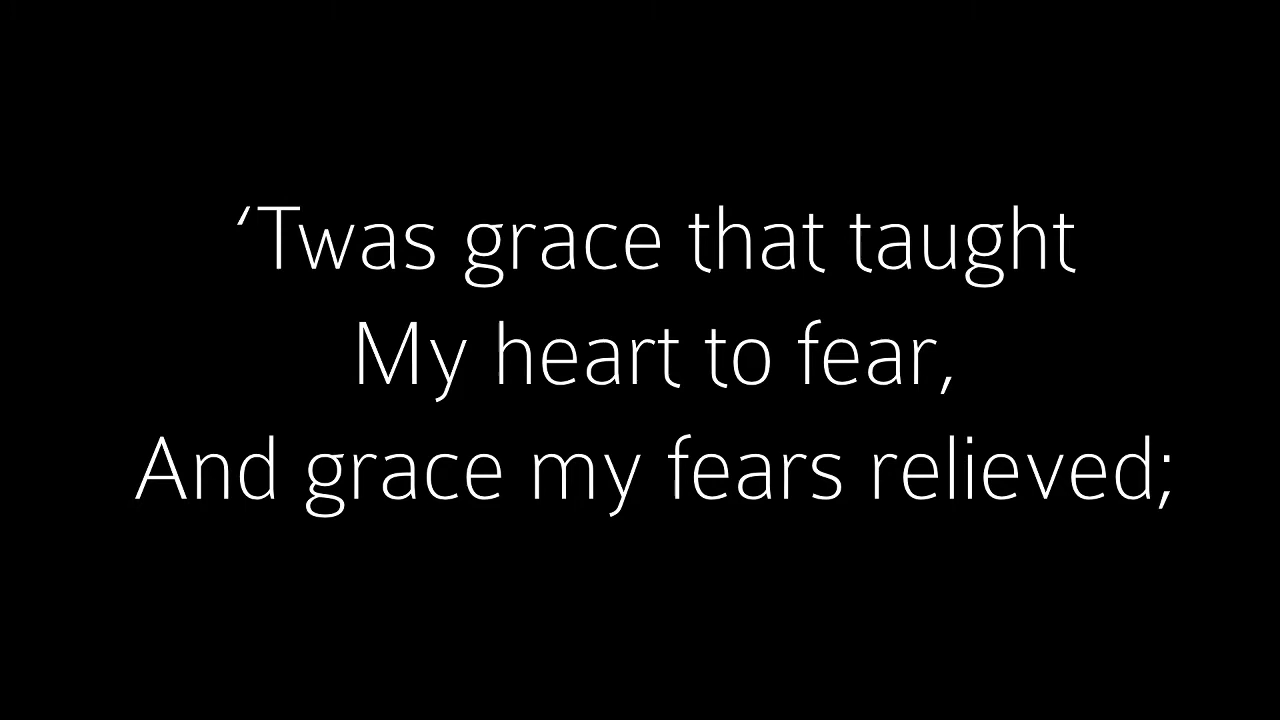 ‘Twas grace that taught
My heart to fear,
And grace my fears relieved;